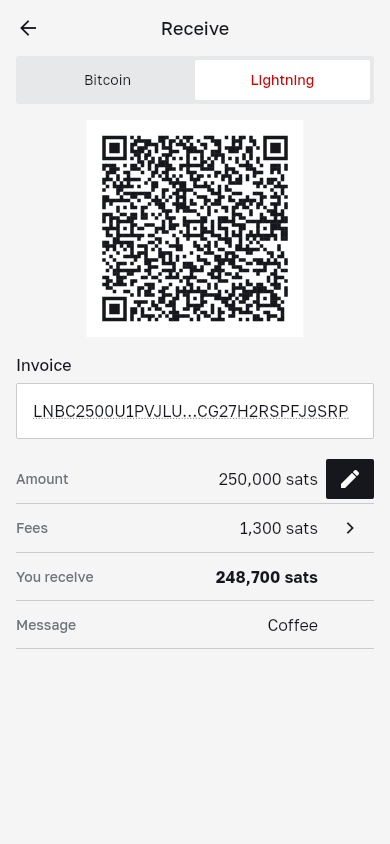 Receive
Bitcoin
Lightning
Invoice
LNBC2500U1PVJLU...CG27H2RSPFJ9SRP
Amount
250,000 sats
Fees
1,300 sats
You receive
248,700 sats
Message
Coffee